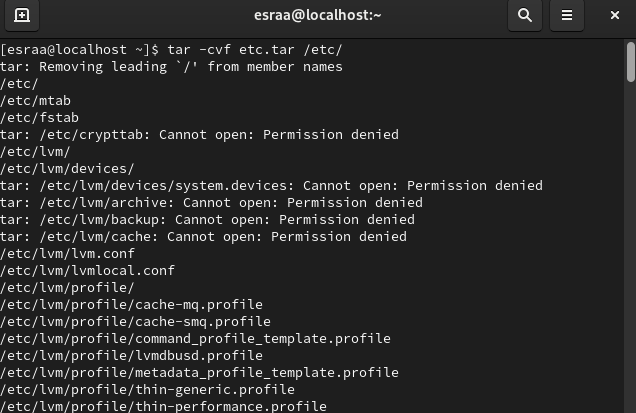 esraa@localhost:~
[esraa@localhost ~]$ tar -cvf etc.tar /etc/
tar: Removing leading `/' from member names
/etc/
/etc/mtab
/etc/fstab
tar: /etc/crypttab: Cannot open: Permission denied
/etc/lvm/
/etc/lvm/devices/
tar: /etc/lvm/devices/system.devices: Cannot open: Permission denied
tar: /etc/lvm/archive: Cannot open: Permission denied
tar: /etc/lvm/backup: Cannot open: Permission denied
tar: /etc/lvm/cache: Cannot open: Permission denied
/etc/lvm/lvm.conf
/etc/lvm/lvmlocal.conf
/etc/lvm/profile/
/etc/lvm/profile/cache-mq.profile
/etc/lvm/profile/cache-smq.profile
/etc/lvm/profile/command_profile_template.profile
/etc/lvm/profile/lvmdbusd.profile
/etc/lvm/profile/metadata_profile_template.profile
/etc/lvm/profile/thin-generic.profile
/etc/lvm/profile/thin-performance.profile